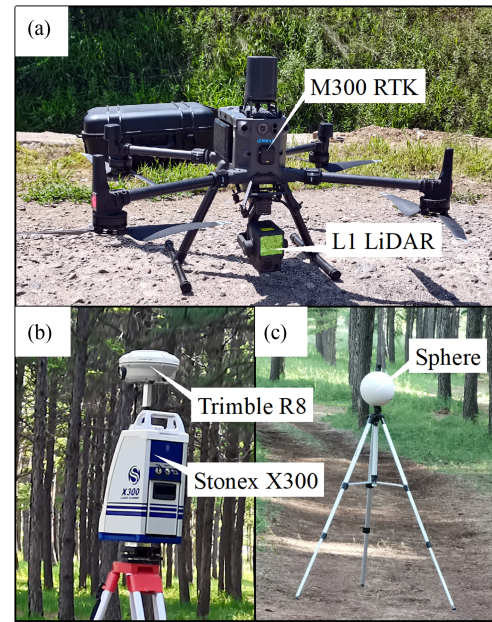 (a)
M300 RTK
L1 LiDAR
(b)
Trimble R8
Stonex X300
S
X300
(c)
Sphere